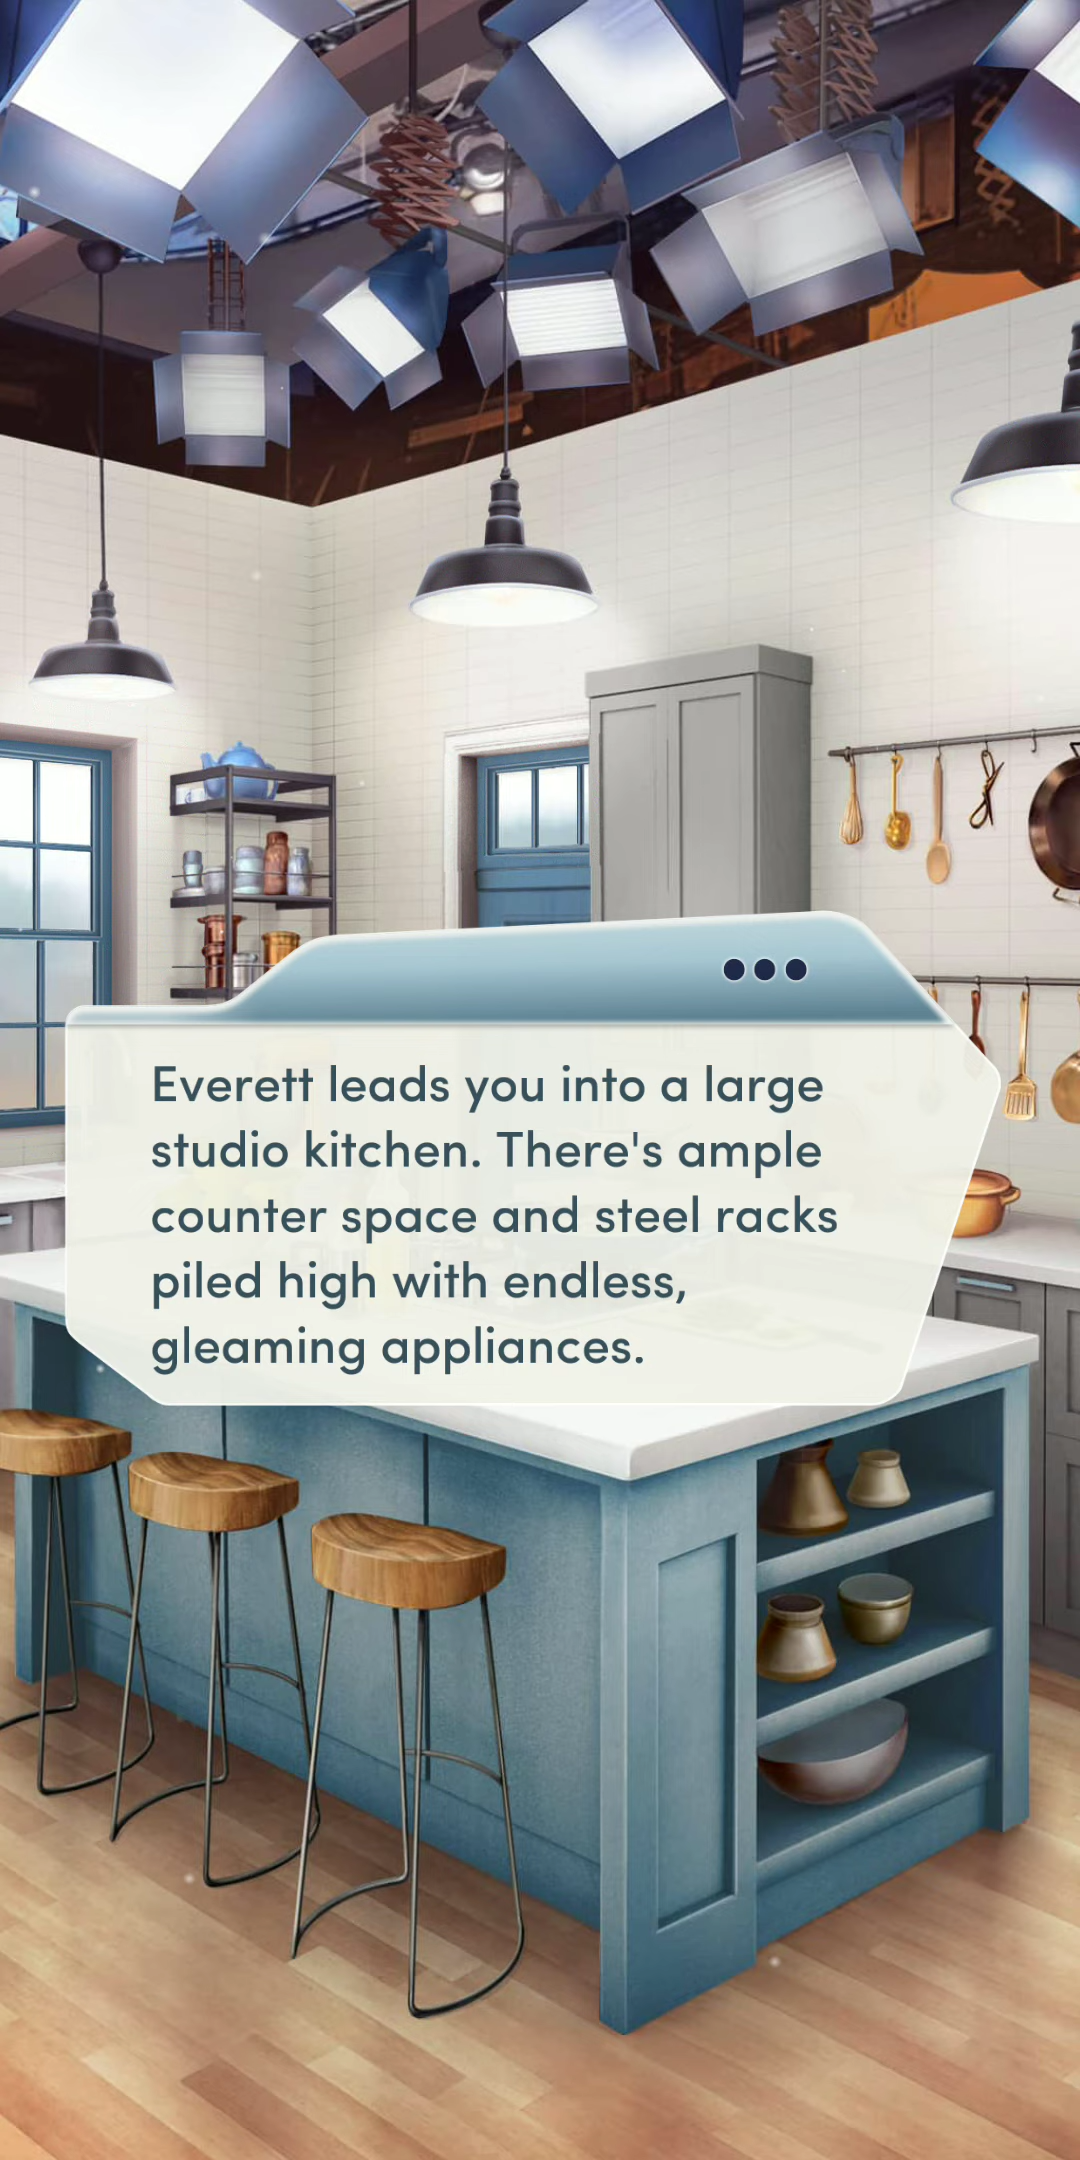 Everett leads you into a large
studio kitchen. There's ample
counter space and steel racks
piled high with endless,
gleaming appliances.